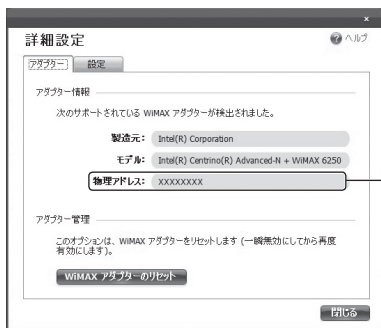 ×
詳細設定
? ヘルプ
アダプター 設定
アダプター情報
次のサポートされている WiMAX アダプターが検出されました。
製造元: Intel(R) Corporation
モデル: Intel(R) Centrino(R) Advanced-N + WiMAX 6250
物理アドレス: XXXXXXXX
アダプター管理
このオプションは、WiMAX アダプターをリセットします (一瞬無効にしてから再度
有効にします)。
WiMAX アダプターのリセット
閉じる